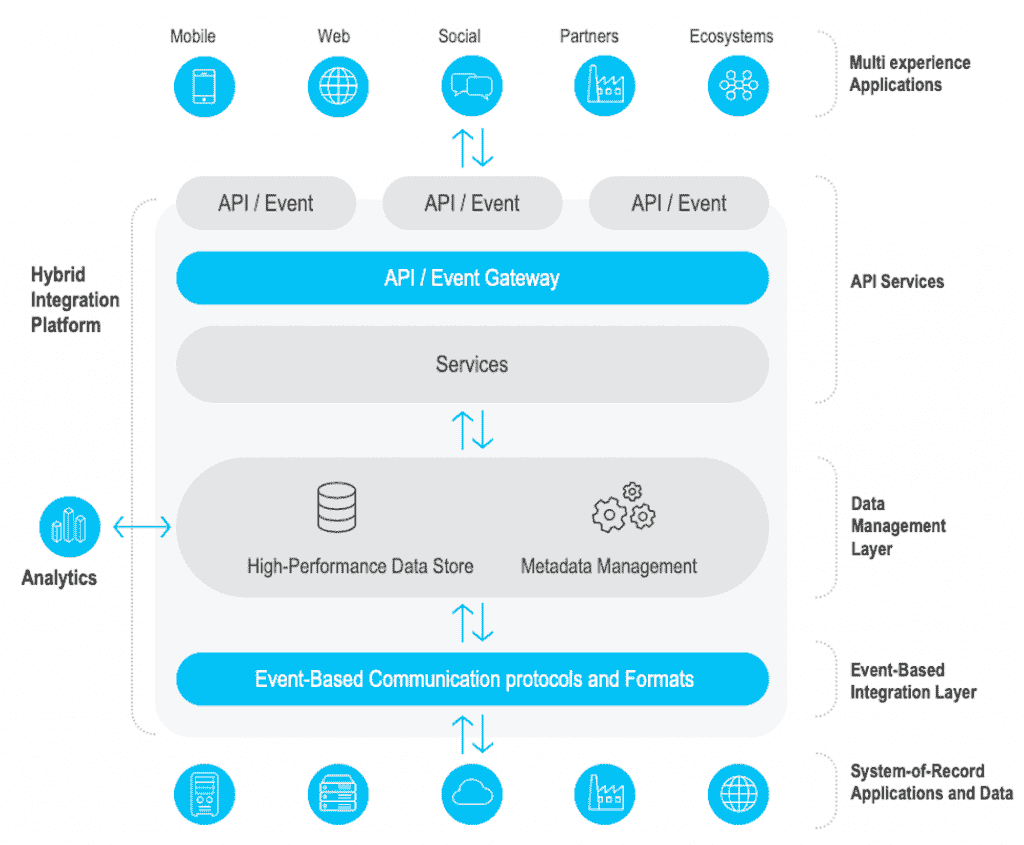 Mobile
Web
Social
Partners
Ecosystems
Multi experience
Applications
API / Event
API / Event
API / Event
Hybrid
Integration
Platform
API / Event Gateway
API Services
Services
Analytics
High-Performance Data Store
Metadata Management
Data
Management
Layer
Event-Based Communication protocols and Formats
Event-Based
Integration Layer
System-of-Record
Applications and Data